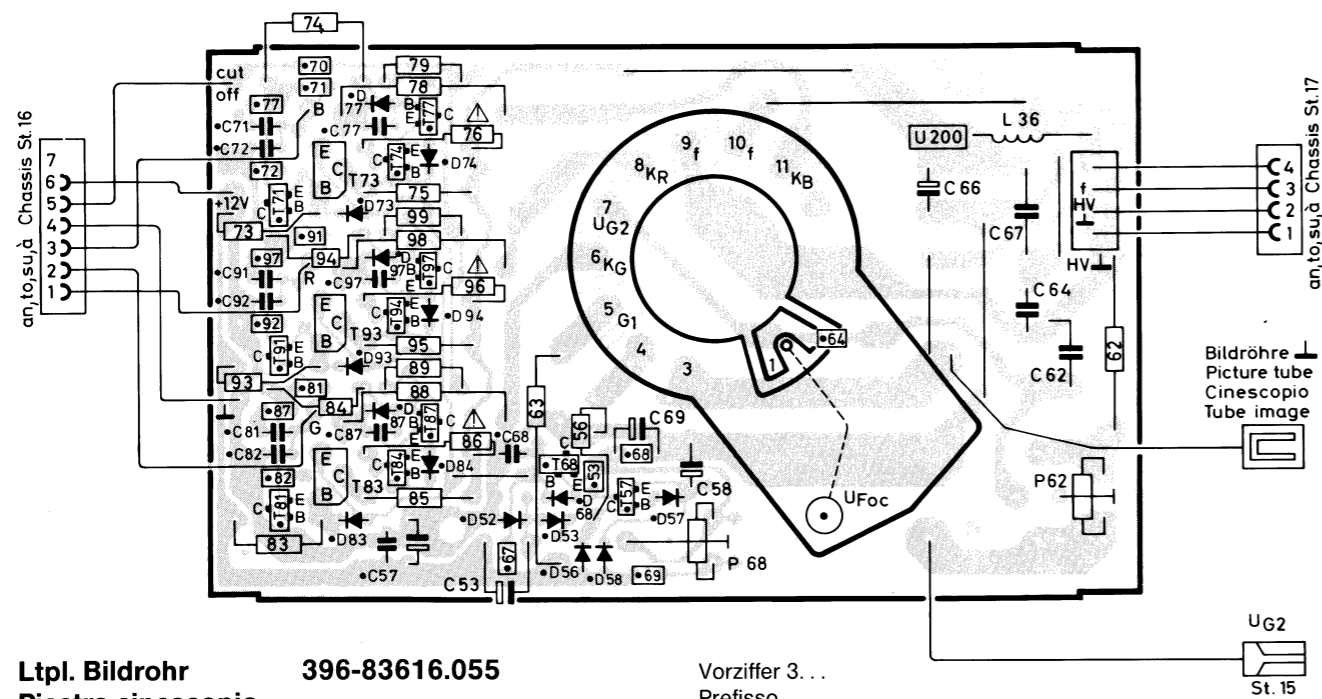 74
70
79
cut
off
71
78
B
77
D
77
B
E
T77
C
C71
C77
76
C72
E
C
B
C
T74
E
B
D74
72
T73
T71
E
B
C
75
+12V
D73
99
73
91
98
97
94
R
D
97
B
E
T97
C
C91
C97
96
C92
E
C
B
C
T94
E
B
D94
92
T93
95
C
T91
E
B
D93
89
93
81
88
87
84
G
D
87
B
E
T87
C
C81
C87
86
C68
C82
E
C
B
C
T84
E
B
D84
82
T83
85
C
T81
E
B
83
D83
C57
an,to,su,à Chassis St.16
7
6
5
4
3
2
1
9f
10f
8KR
11KB
7
UG2
6KG
5
G1
4
3
1
64
UFoc
63
56
C69
68
C
T68
B
E
53
D
68
T57
C
E
B
C58
D52
D53
D57
67
C53
D56
D58
69
P 68
U200
L 36
C 66
C 67
f
HV
HV
C 64
C 62
62
P62
4
3
2
1
an,to,su,à Chassis St.17
Bildröhre
Picture tube
Cinescopio
Tube image
UG2
St. 15
Ltpl. Bildrohr 396-83616.055
Vorziffer 3. . .
Piastra cinescopio
Prefisso